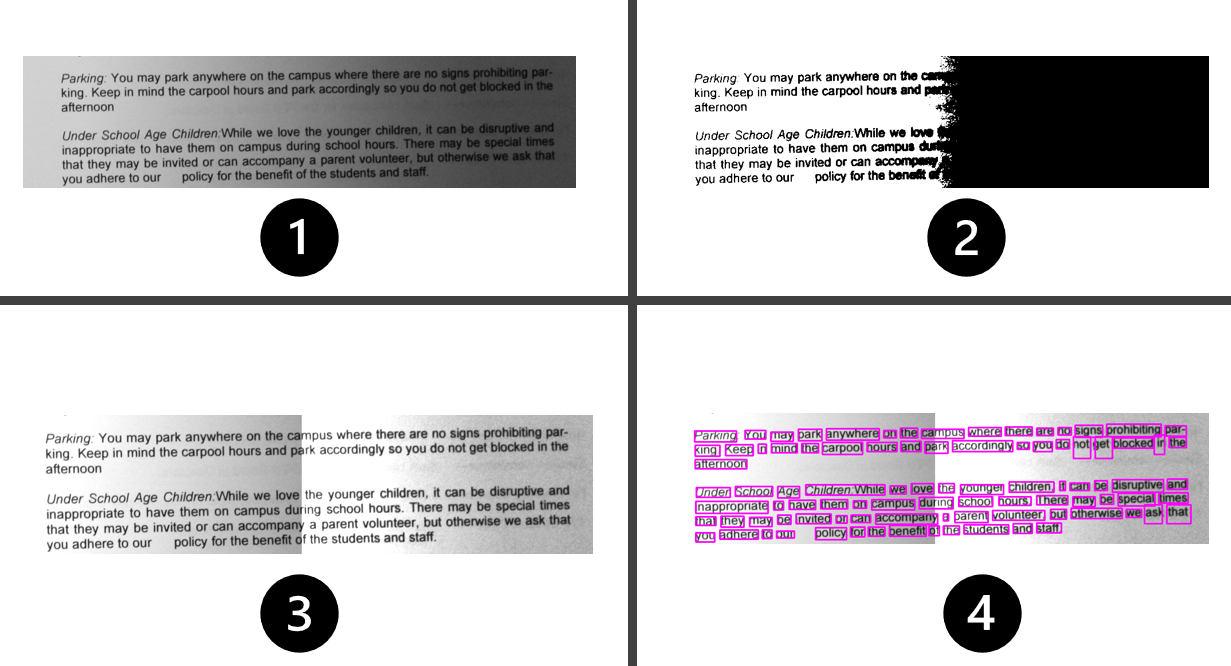 Parking: You may park anywhere on the campus where there are no signs prohibiting par-
king. Keep in mind the carpool hours and park accordingly so you do not get blocked in the
afternoon
Under School Age Children:While we love the younger children, it can be disruptive and
inappropriate to have them on campus during school hours. There may be special times
that they may be invited or can accompany a parent volunteer, but otherwise we ask that
you adhere to our policy for the benefit of the students and staff.
1
Parking: You may park anywhere on the
king. Keep in mind the carpool hours and
afternoon
Under School Age Children:While we love
inappropriate to have them on campus
that they may be invited or can accompany
you adhere to our policy for the benefit
2
Parking: You may park anywhere on the campus where there are no signs prohibiting par-
king. Keep in mind the carpool hours and park accordingly so you do not get blocked in the
afternoon
Under School Age Children:While we love the younger children, it can be disruptive and
inappropriate to have them on campus during school hours. There may be special times
that they may be invited or can accompany a parent volunteer, but otherwise we ask that
you adhere to our policy for the benefit of the students and staff.
3
Parking: You may park anywhere on the campus where there are no signs prohibiting par-
king. Keep in mind the carpool hours and park accordingly so you do not get blocked in the
afternoon
Under School Age Children:While we love the younger children, it can be disruptive and
inappropriate to have them on campus during school hours. There may be special times
that they may be invited or can accompany a parent volunteer, but otherwise we ask that
you adhere to our policy for the benefit of the students and staff.
4